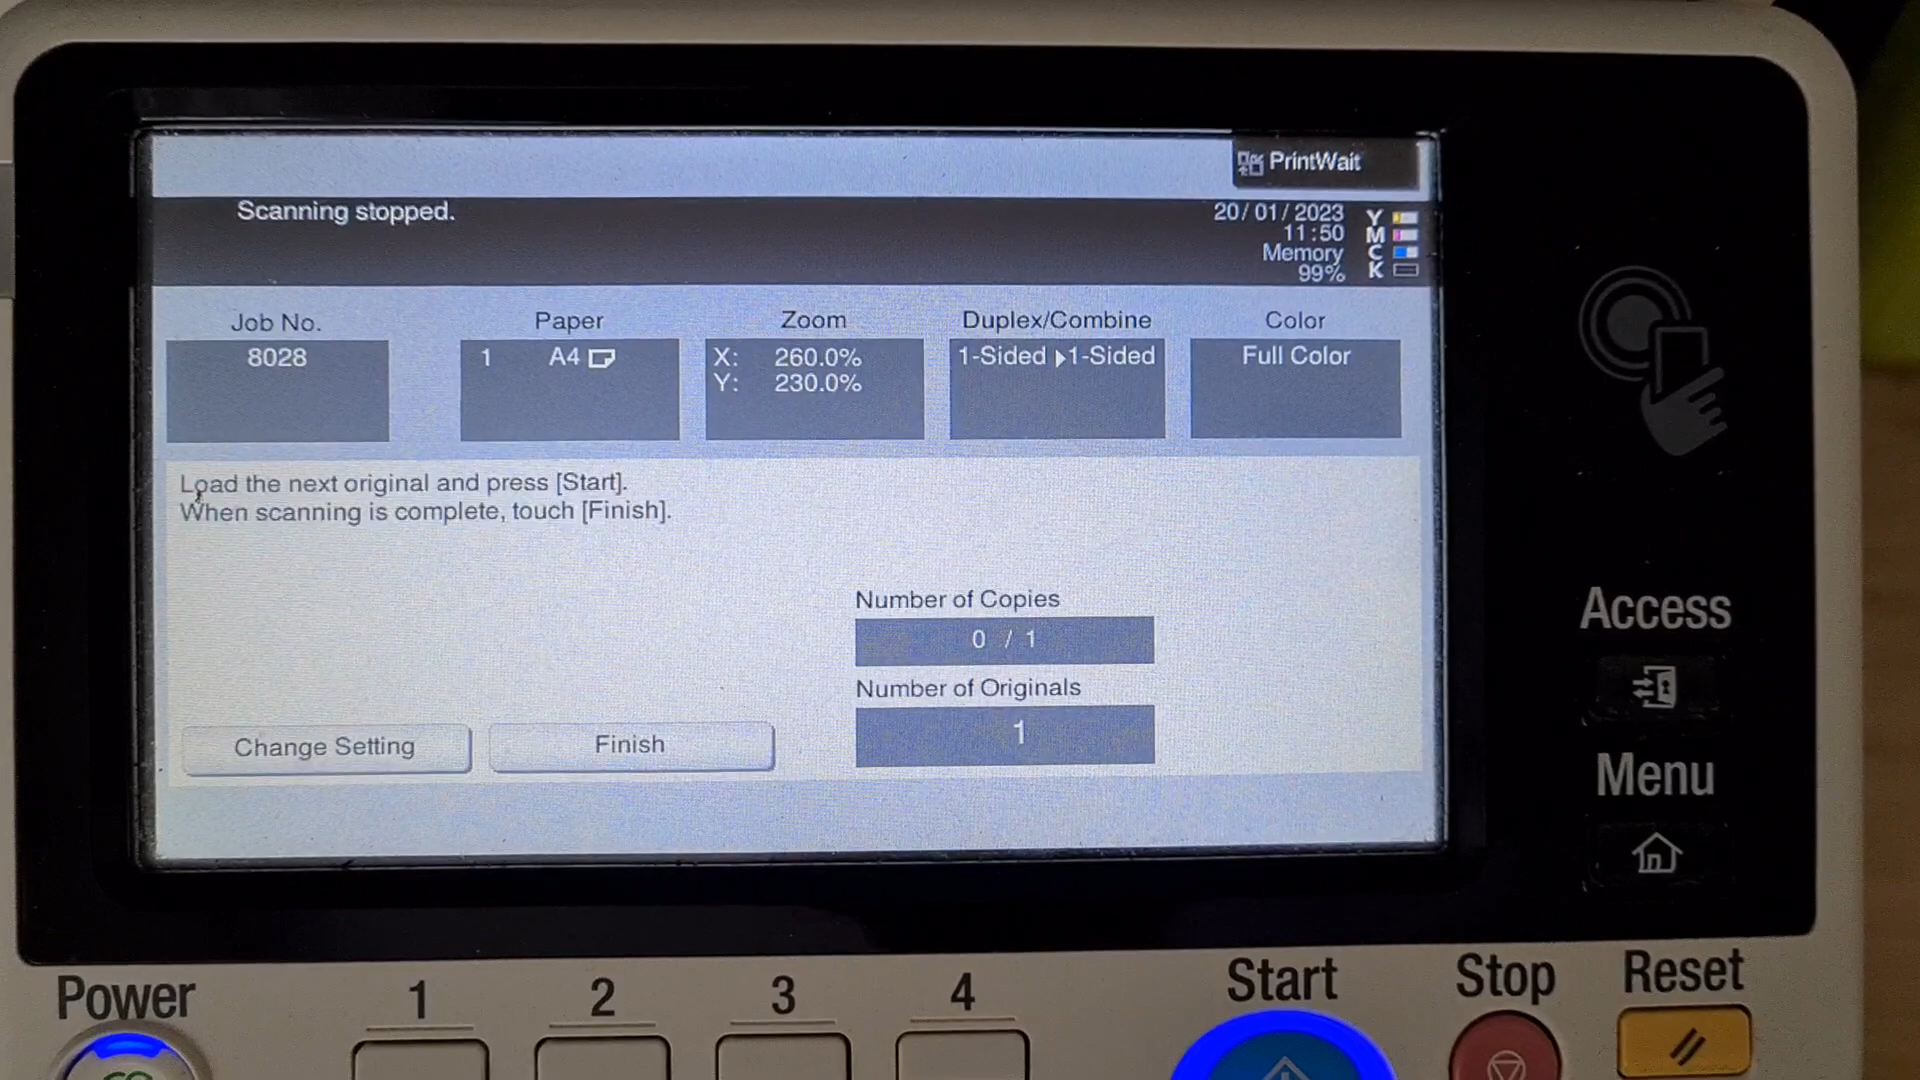 PrintWait
Scanning stopped.
20/01/2023
11:50
Memory
99%
Y
M
C
K
Job No.
8028
Paper
1 A4
Zoom
X: 260.0%
Y: 230.0%
Duplex/Combine
1-Sided ▶1-Sided
Color
Full Color
Load the next original and press [Start].
When scanning is complete, touch [Finish].
Number of Copies
0 / 1
Number of Originals
1
Change Setting
Finish
Access
Menu
Power
1
2
3
4
Start
Stop
Reset